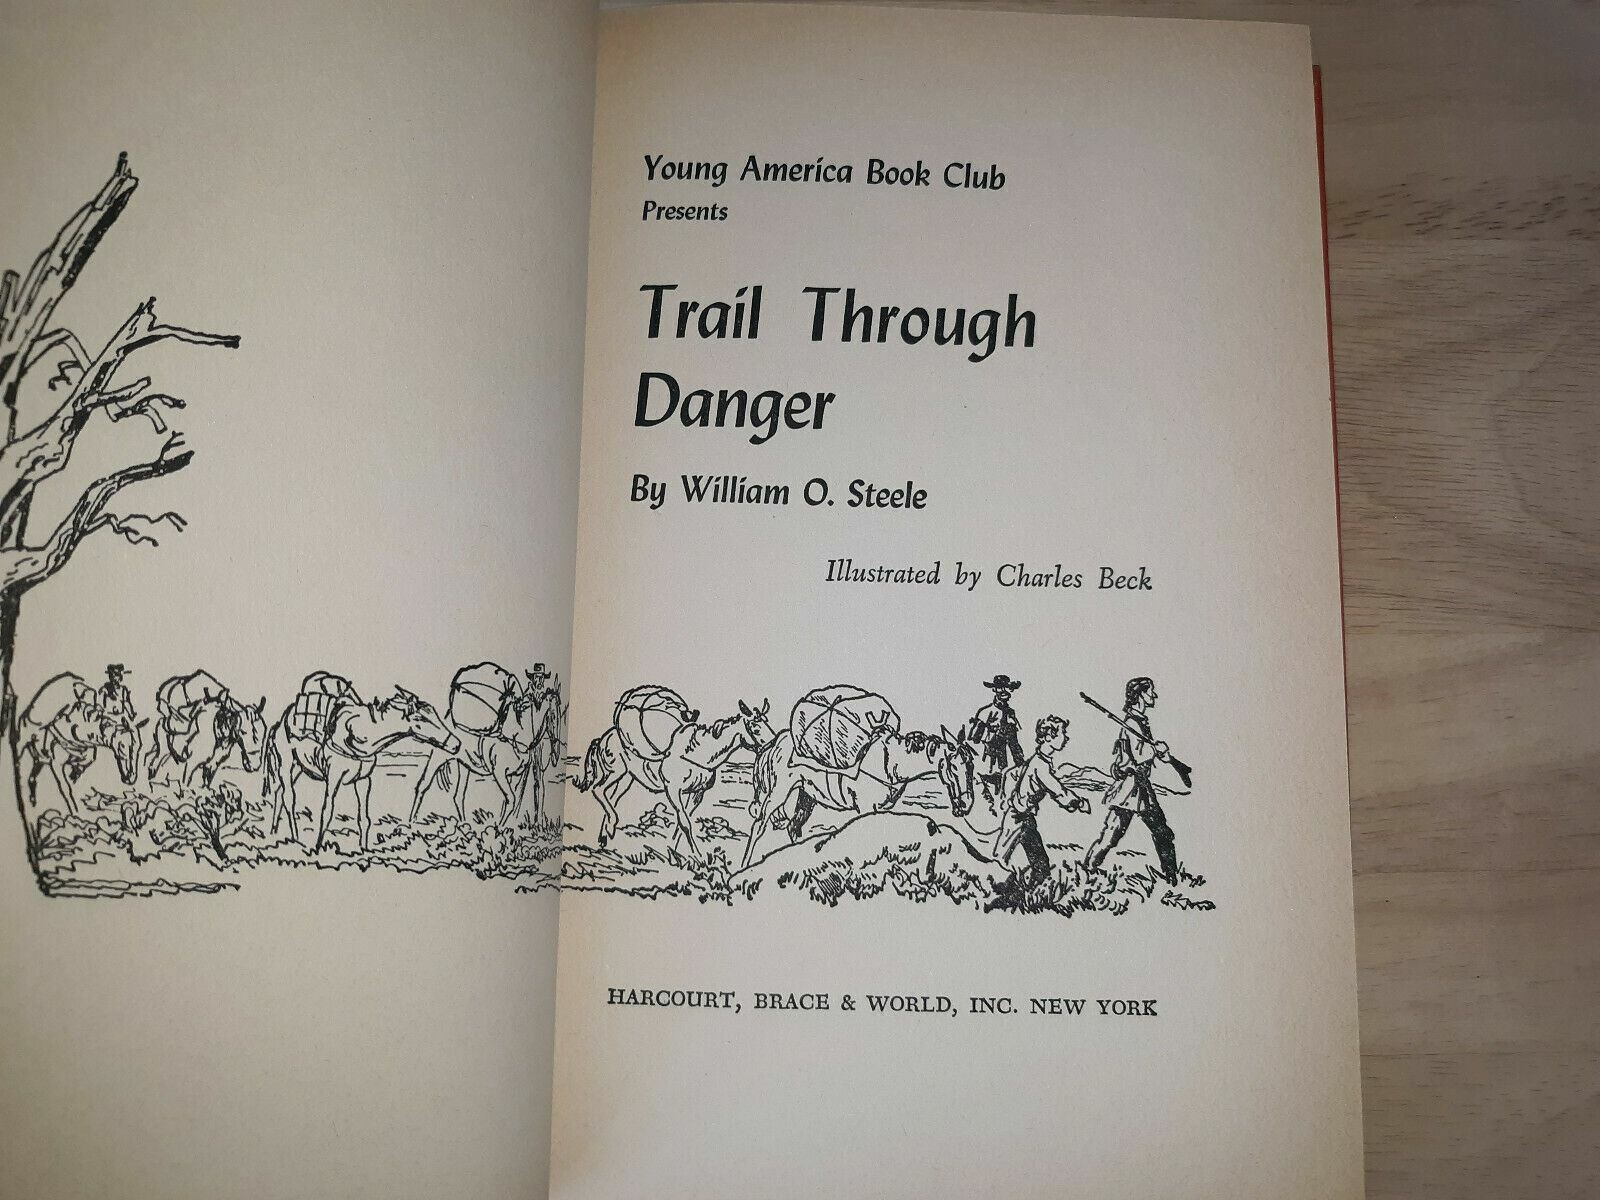 Young America Book Club
Presents
Trail Through
Danger
By William O. Steele
Illustrated by Charles Beck
HARCOURT, BRACE & WORLD, INC. NEW YORK